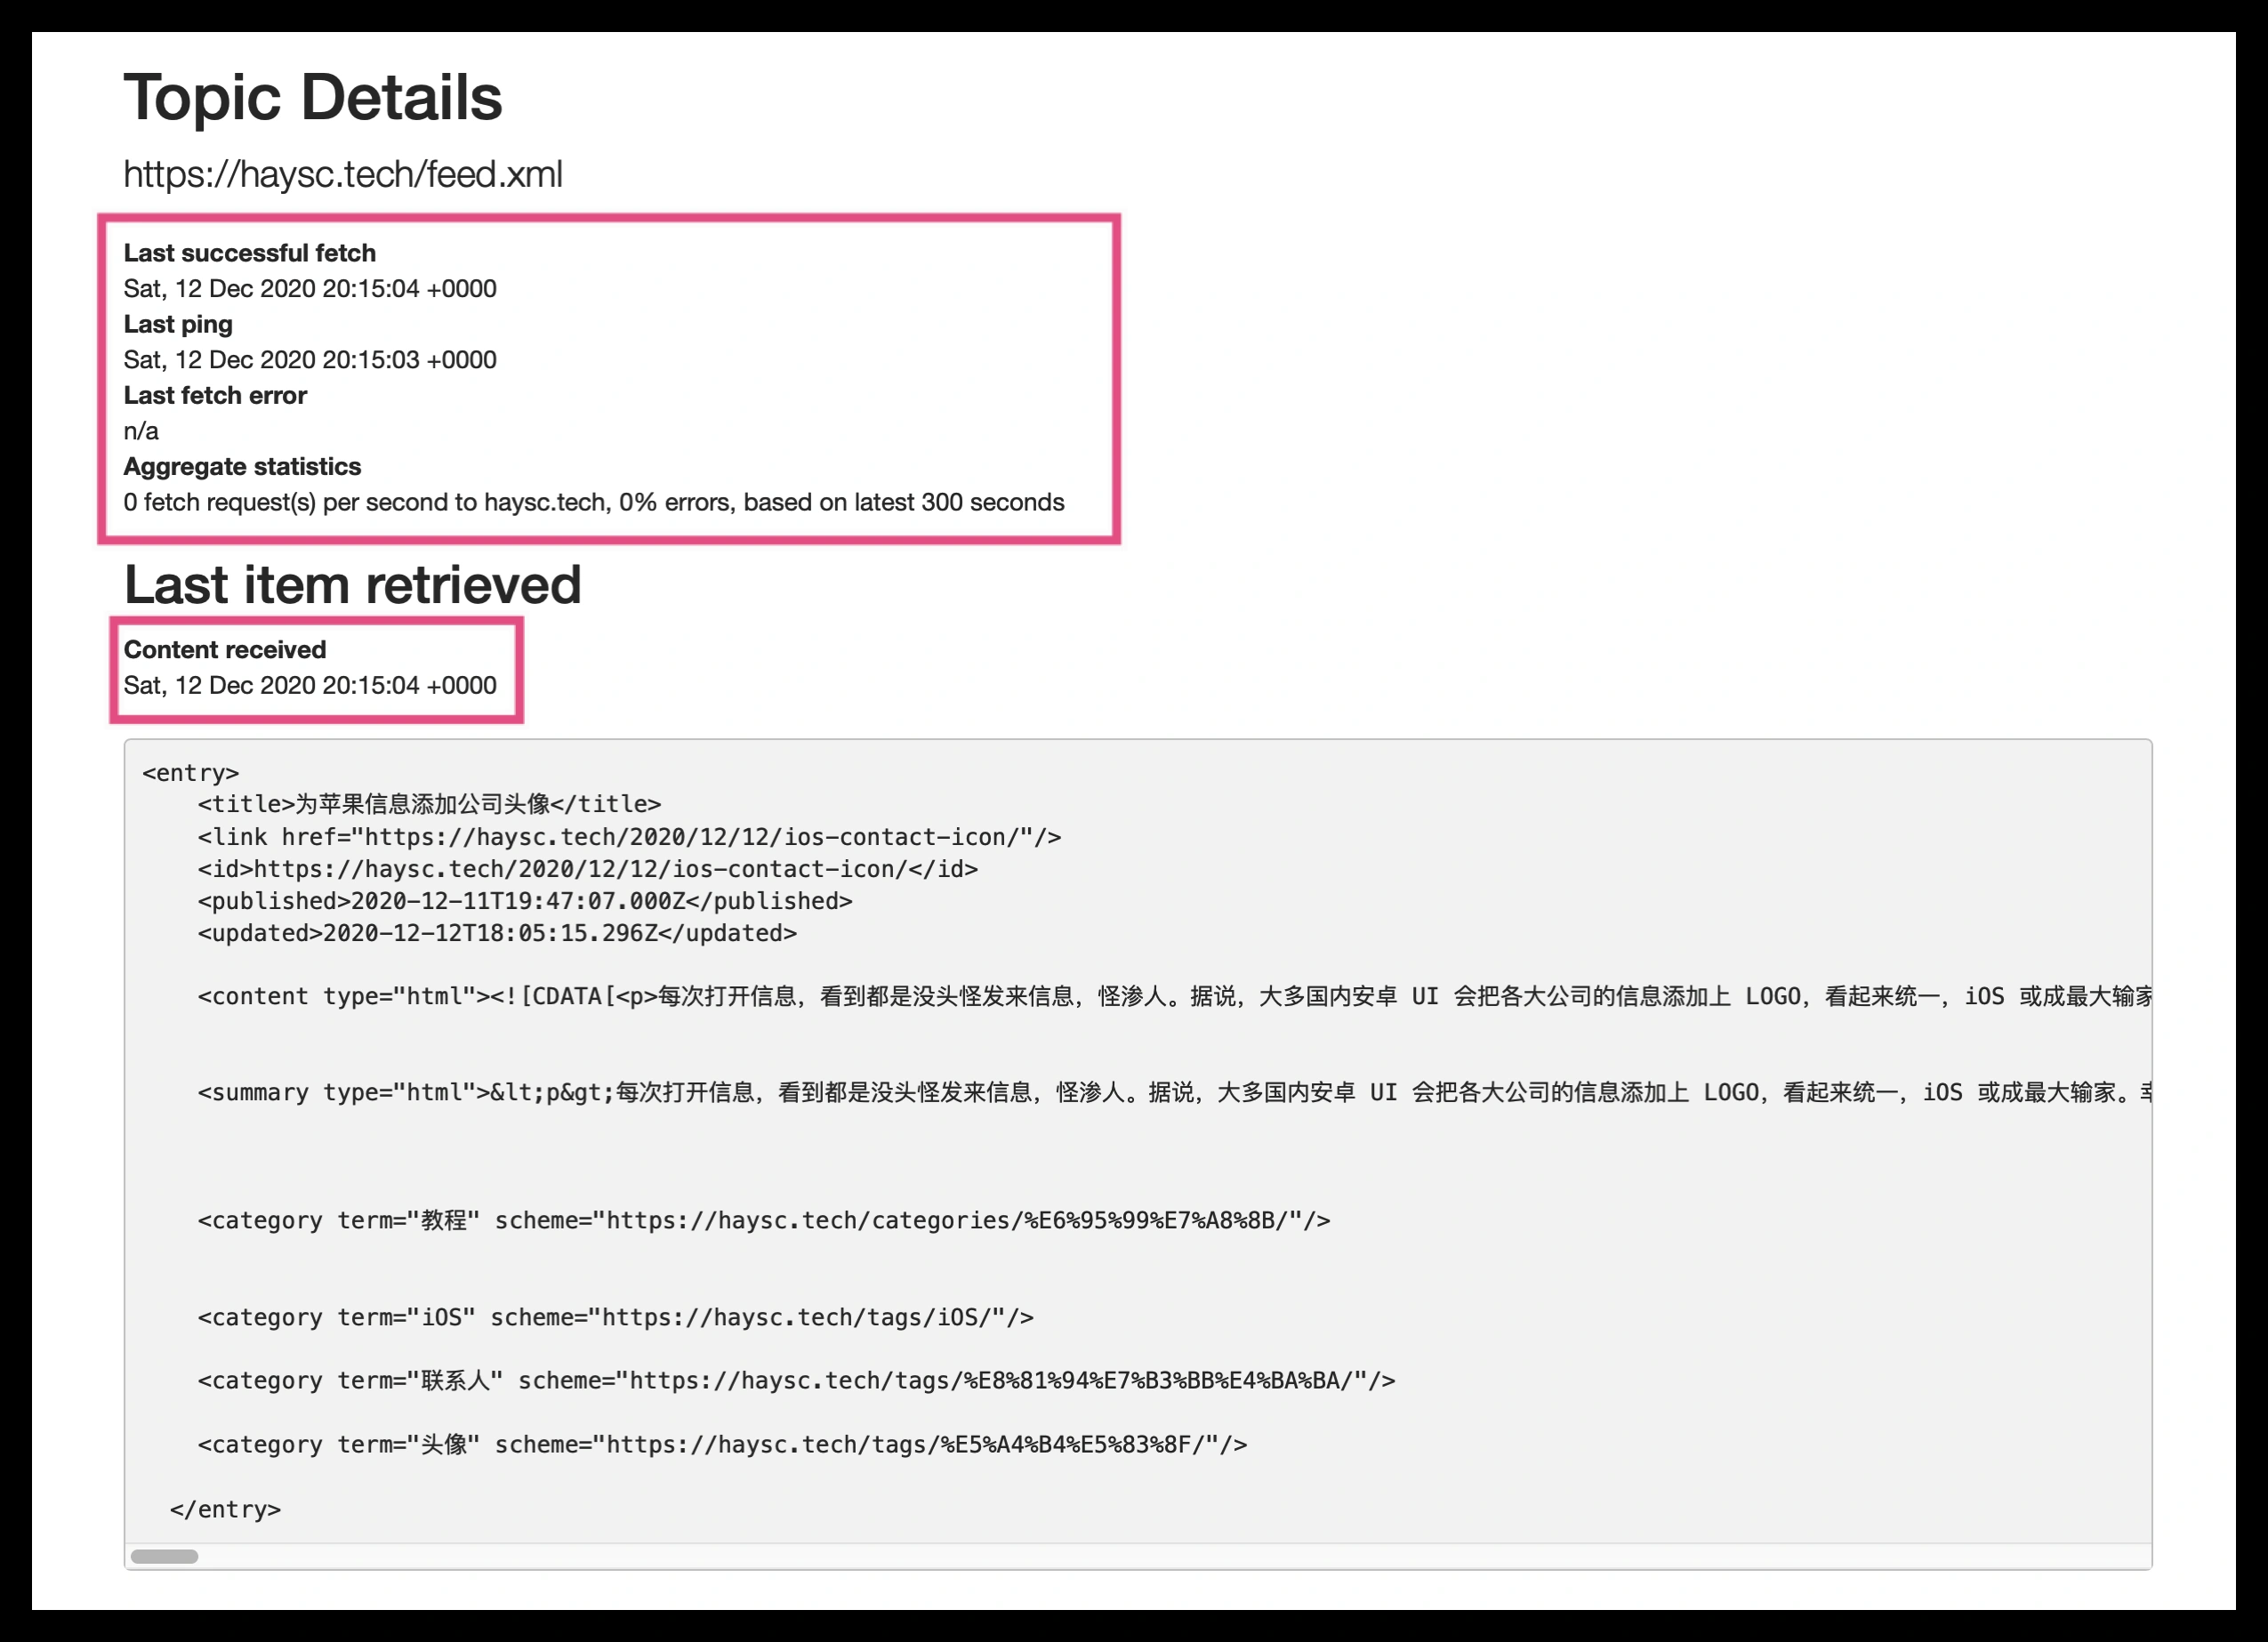 Topic Details
https://haysc.tech/feed.xml
Last successful fetch
Sat, 12 Dec 2020 20:15:04 +0000
Last ping
Sat, 12 Dec 2020 20:15:03 +0000
Last fetch error
n/a
Aggregate statistics
0 fetch request(s) per second to haysc.tech, 0% errors, based on latest 300 seconds
Last item retrieved
Content received
Sat, 12 Dec 2020 20:15:04 +0000
<entry>
<title>为苹果信息添加公司头像</title>
<link href="https://haysc.tech/2020/12/12/ios-contact-icon/"/>
<id>https://haysc.tech/2020/12/12/ios-contact-icon/</id>
<published>2020-12-11T19:47:07.000Z</published>
<updated>2020-12-12T18:05:15.296Z</updated>
<content type="html"><![CDATA[<p>每次打开信息，看到都是没头怪发来信息，怪渗人。据说，大多国内安卓 UI 会把各大公司的信息添加上 LOGO，看起来统一，iOS 或成最大输家
<summary type="html">&lt;p&gt;每次打开信息，看到都是没头怪发来信息，怪渗人。据说，大多国内安卓 UI 会把各大公司的信息添加上 LOGO，看起来统一，iOS 或成最大输家。
<category term="教程" scheme="https://haysc.tech/categories/%E6%95%99%E7%A8%8B/"/>
<category term="iOS" scheme="https://haysc.tech/tags/iOS/"/>
<category term="联系人" scheme="https://haysc.tech/tags/%E8%81%94%E7%B3%BB%E4%BA%BA/"/>
<category term="头像" scheme="https://haysc.tech/tags/%E5%A4%B4%E5%83%8F/"/>
</entry>